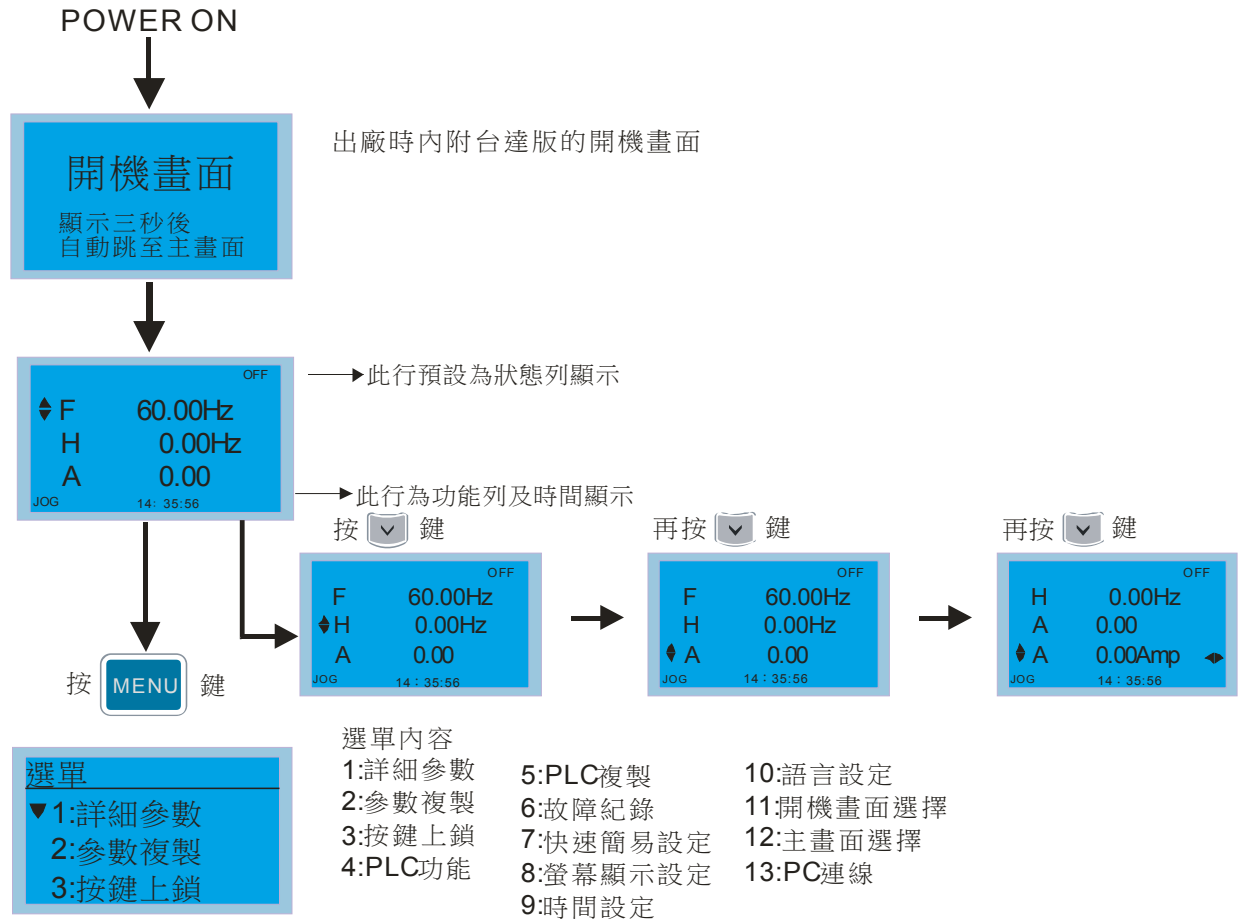 POWER ON
開機畫面
顯示三秒後
自動跳至主畫面
出廠時內附台達版的開機畫面
OFF
F 60.00Hz
H 0.00Hz
A 0.00
JOG 14: 35:56
此行預設為狀態列顯示
此行為功能列及時間顯示
按 鍵
OFF
F 60.00Hz
H 0.00Hz
A 0.00
JOG 14:35:56
再按 鍵
OFF
F 60.00Hz
H 0.00Hz
A 0.00
JOG 14:35:56
再按 鍵
OFF
H 0.00Hz
A 0.00
A 0.00Amp
JOG 14:35:56
按 MENU 鍵
選單
1:詳細參數
2:參數複製
3:按鍵上鎖
選單內容
1:詳細參數
2:參數複製
3:按鍵上鎖
4:PLC功能
5:PLC複製
6:故障紀錄
7:快速簡易設定
8:螢幕顯示設定
9:時間設定
10:語言設定
11:開機畫面選擇
12:主畫面選擇
13:PC連線